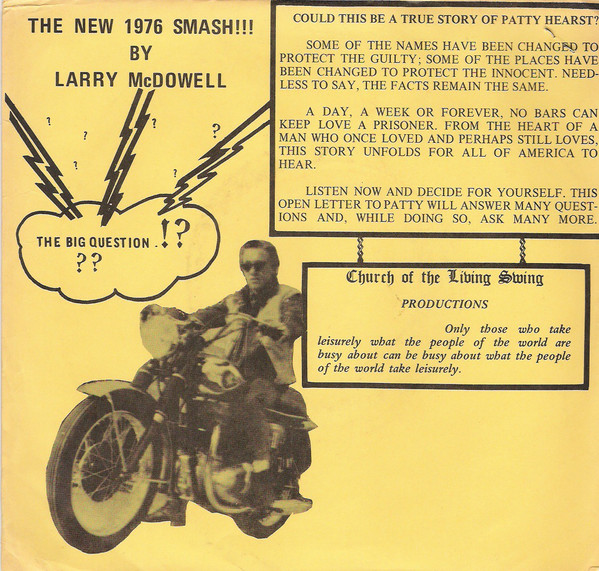 THE NEW 1976 SMASH!!!
BY
LARRY McDOWELL
?
?
?
?
?
THE BIG QUESTION - !?
??
COULD THIS BE A TRUE STORY OF PATTY HEARST?
SOME OF THE NAMES HAVE BEEN CHANGED TO
PROTECT THE GUILTY; SOME OF THE PLACES HAVE
BEEN CHANGED TO PROTECT THE INNOCENT. NEED-
LESS TO SAY, THE FACTS REMAIN THE SAME.
A DAY, A WEEK OR FOREVER, NO BARS CAN
KEEP LOVE A PRISONER. FROM THE HEART OF A
MAN WHO ONCE LOVED AND PERHAPS STILL LOVES,
THIS STORY UNFOLDS FOR ALL OF AMERICA TO
HEAR.
LISTEN NOW AND DECIDE FOR YOURSELF. THIS
OPEN LETTER TO PATTY WILL ANSWER MANY QUEST-
IONS AND, WHILE DOING SO, ASK MANY MORE.
Church of the Living Swing
PRODUCTIONS
Only those who take
leisurely what the people of the world are
busy about can be busy about what the people
of the world take leisurely.